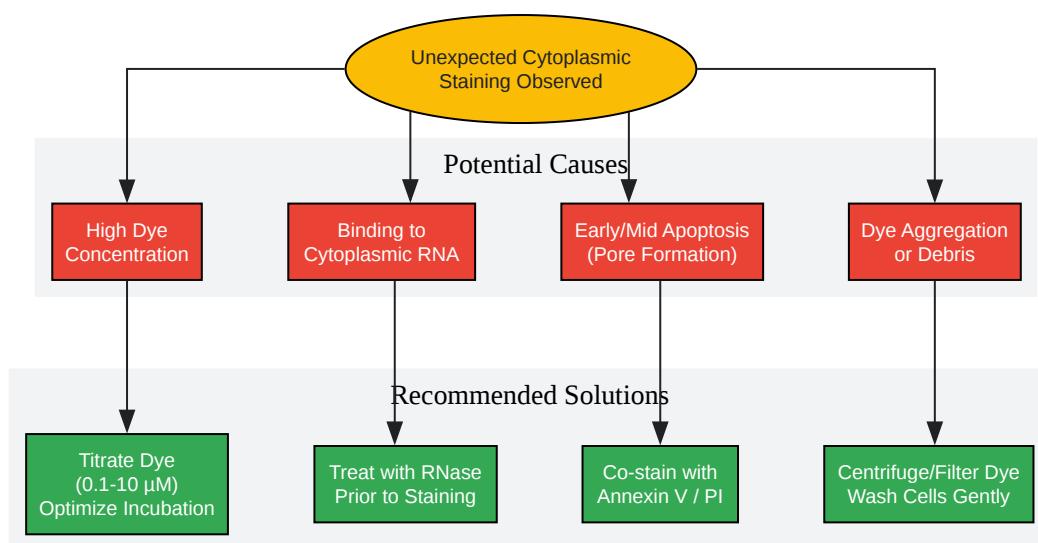 Unexpected Cytoplasmic
Staining Observed
Potential Causes
High Dye
Concentration
Binding to
Cytoplasmic RNA
Early/Mid Apoptosis
(Pore Formation)
Dye Aggregation
or Debris
Recommended Solutions
Titrate Dye
(0.1-10 µM)
Optimize Incubation
Treat with RNase
Prior to Staining
Co-stain with
Annexin V / PI
Centrifuge/Filter Dye
Wash Cells Gently